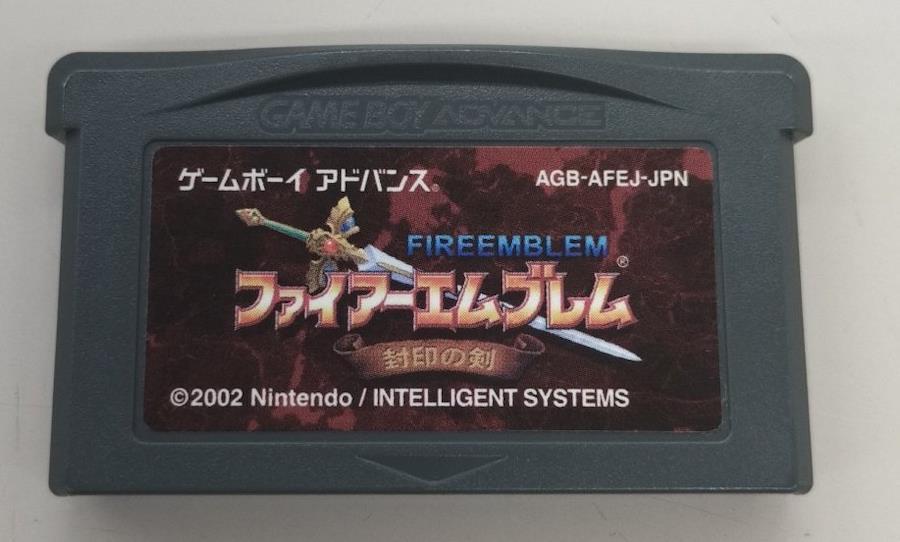 GAME BOY ADVANCE
ゲームボーイ アドバンス®
AGB-AFEJ-JPN
FIREEMBLEM
ファイアーエムブレム®
封印の剣
©2002 Nintendo / INTELLIGENT SYSTEMS